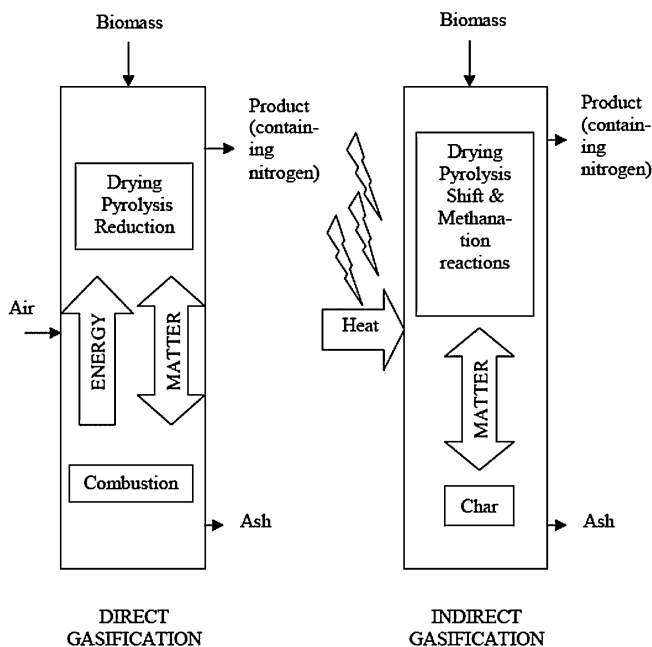 Biomass
Product
(contain-
ing
nitrogen)
Drying
Pyrolysis
Reduction
Air
ENERGY
MATTER
Combustion
Ash
DIRECT
GASIFICATION
Biomass
Product
(contain-
ing
nitrogen)
Drying
Pyrolysis
Shift &
Methana-
tion
reactions
Heat
MATTER
Char
Ash
INDIRECT
GASIFICATION